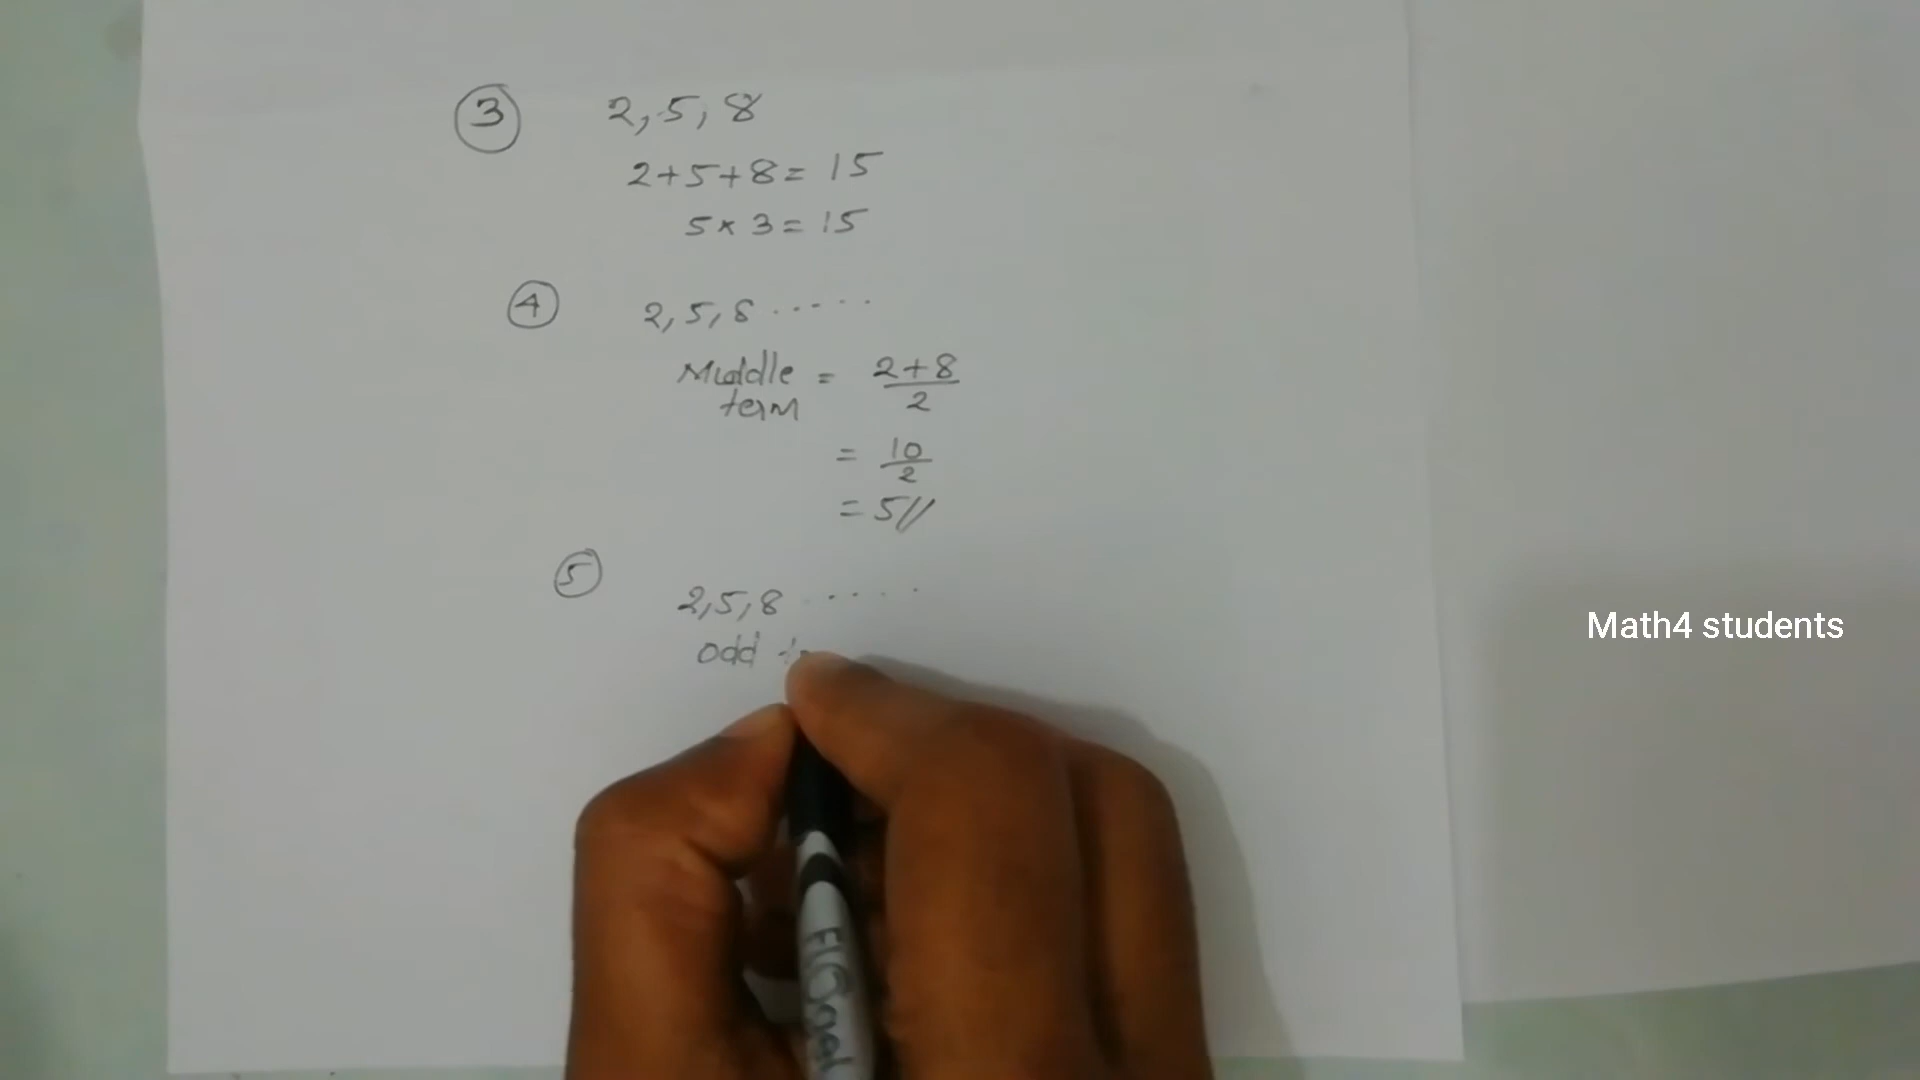 ③ 2, 5, 8
2+5+8= 15
5×3=15
④ 2, 5, 8 ......
Middle = 2+8/2
term
= 10/2
= 5//
⑤
2,5,8 .....
odd
Math4 students